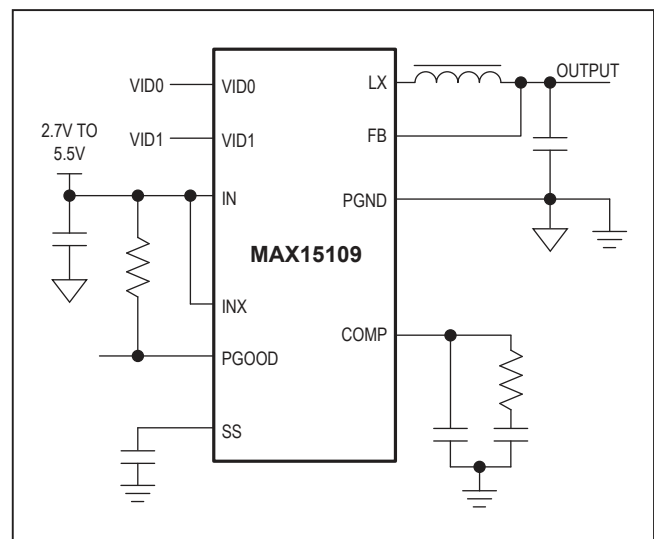 VID0
VID0
LX
OUTPUT
2.7V TO
5.5V
VID1
VID1
FB
IN
PGND
MAX15109
INX
COMP
PGOOD
SS